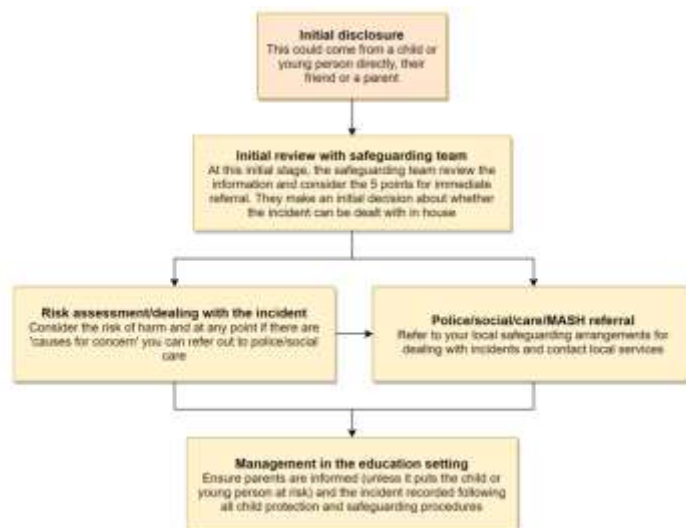 Initial disclosure
This could come from a child or
young person directly, their
friend or a parent
Initial review with safeguarding team
At this initial stage, the safeguarding team review the
information and consider the 5 points for immediate
referral. They make an initial decision about whether
the incident can be dealt with in house
Risk assessment/dealing with the incident
Consider the risk of harm and at any point if there are
'causes for concern' you can refer out to police/social
care
Police/social/care/MASH referral
Refer to your local safeguarding arrangements for
dealing with incidents and contact local services
Management in the education setting
Ensure parents are informed (unless it puts the child or
young person at risk) and the incident recorded following
all child protection and safeguarding procedures